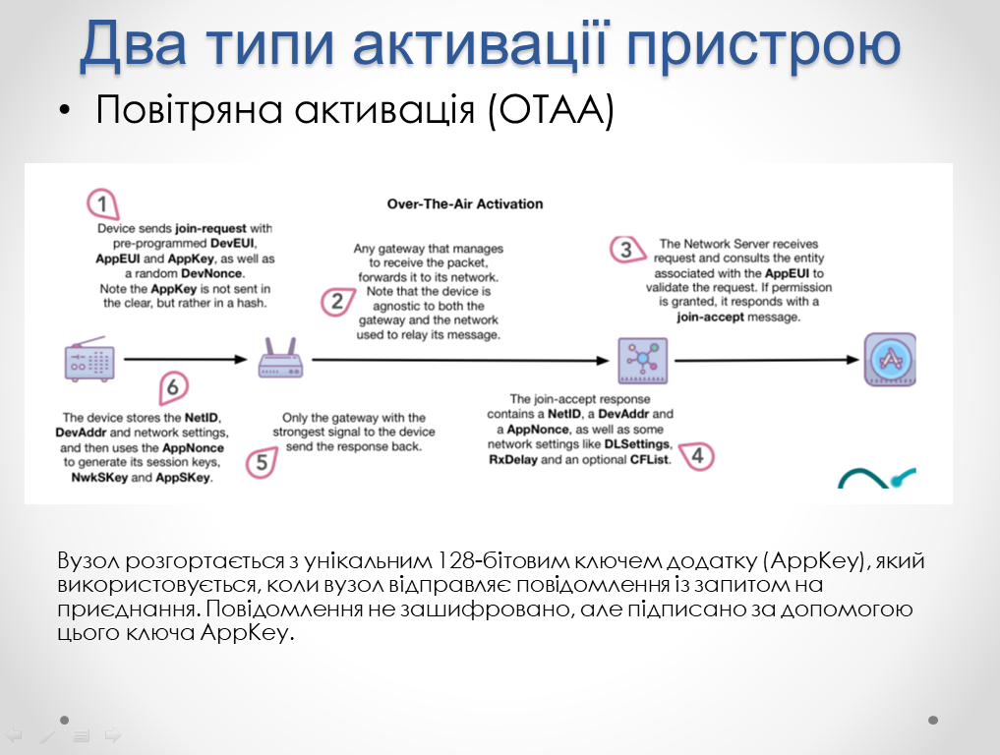 Два типи активації пристрою
• Повітряна активація (OTAA)
Over-The-Air Activation
1
Device sends join-request with
pre-programmed DevEUI,
AppEUI and AppKey, as well as
a random DevNonce.
Note the AppKey is not sent in
the clear, but rather in a hash.
2
Any gateway that manages
to receive the packet,
forwards it to its network.
Note that the device is
agnostic to both the
gateway and the network
used to relay its message.
3
The Network Server receives
request and consults the entity
associated with the AppEUI to
validate the request. If permission
is granted, it responds with a
join-accept message.
6
The device stores the NetID,
DevAddr and network settings,
and then uses the AppNonce
to generate its session keys,
NwkSKey and AppSKey.
5
Only the gateway with the
strongest signal to the device
send the response back.
The join-accept response
contains a NetID, a DevAddr and
a AppNonce, as well as some
network settings like DLSettings,
RxDelay and an optional CFList.
4
Вузол розгортається з унікальним 128-бітовим ключем додатку (AppKey), який
використовується, коли вузол відправляє повідомлення із запитом на
приєднання. Повідомлення не зашифровано, але підписано за допомогою
цього ключа AppKey.